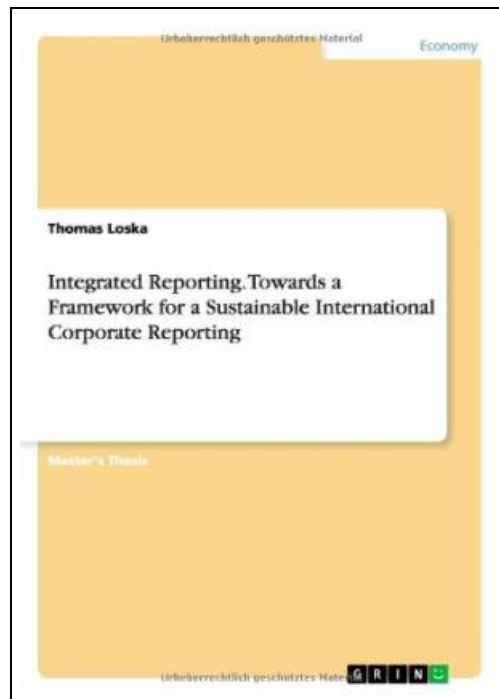 Urheberrechtlich geschütztes Material
Economy
Thomas Loska
Integrated Reporting. Towards a
Framework for a Sustainable International
Corporate Reporting
Master's Thesis
Urheberrechtlich geschütztes Mate
GRIN